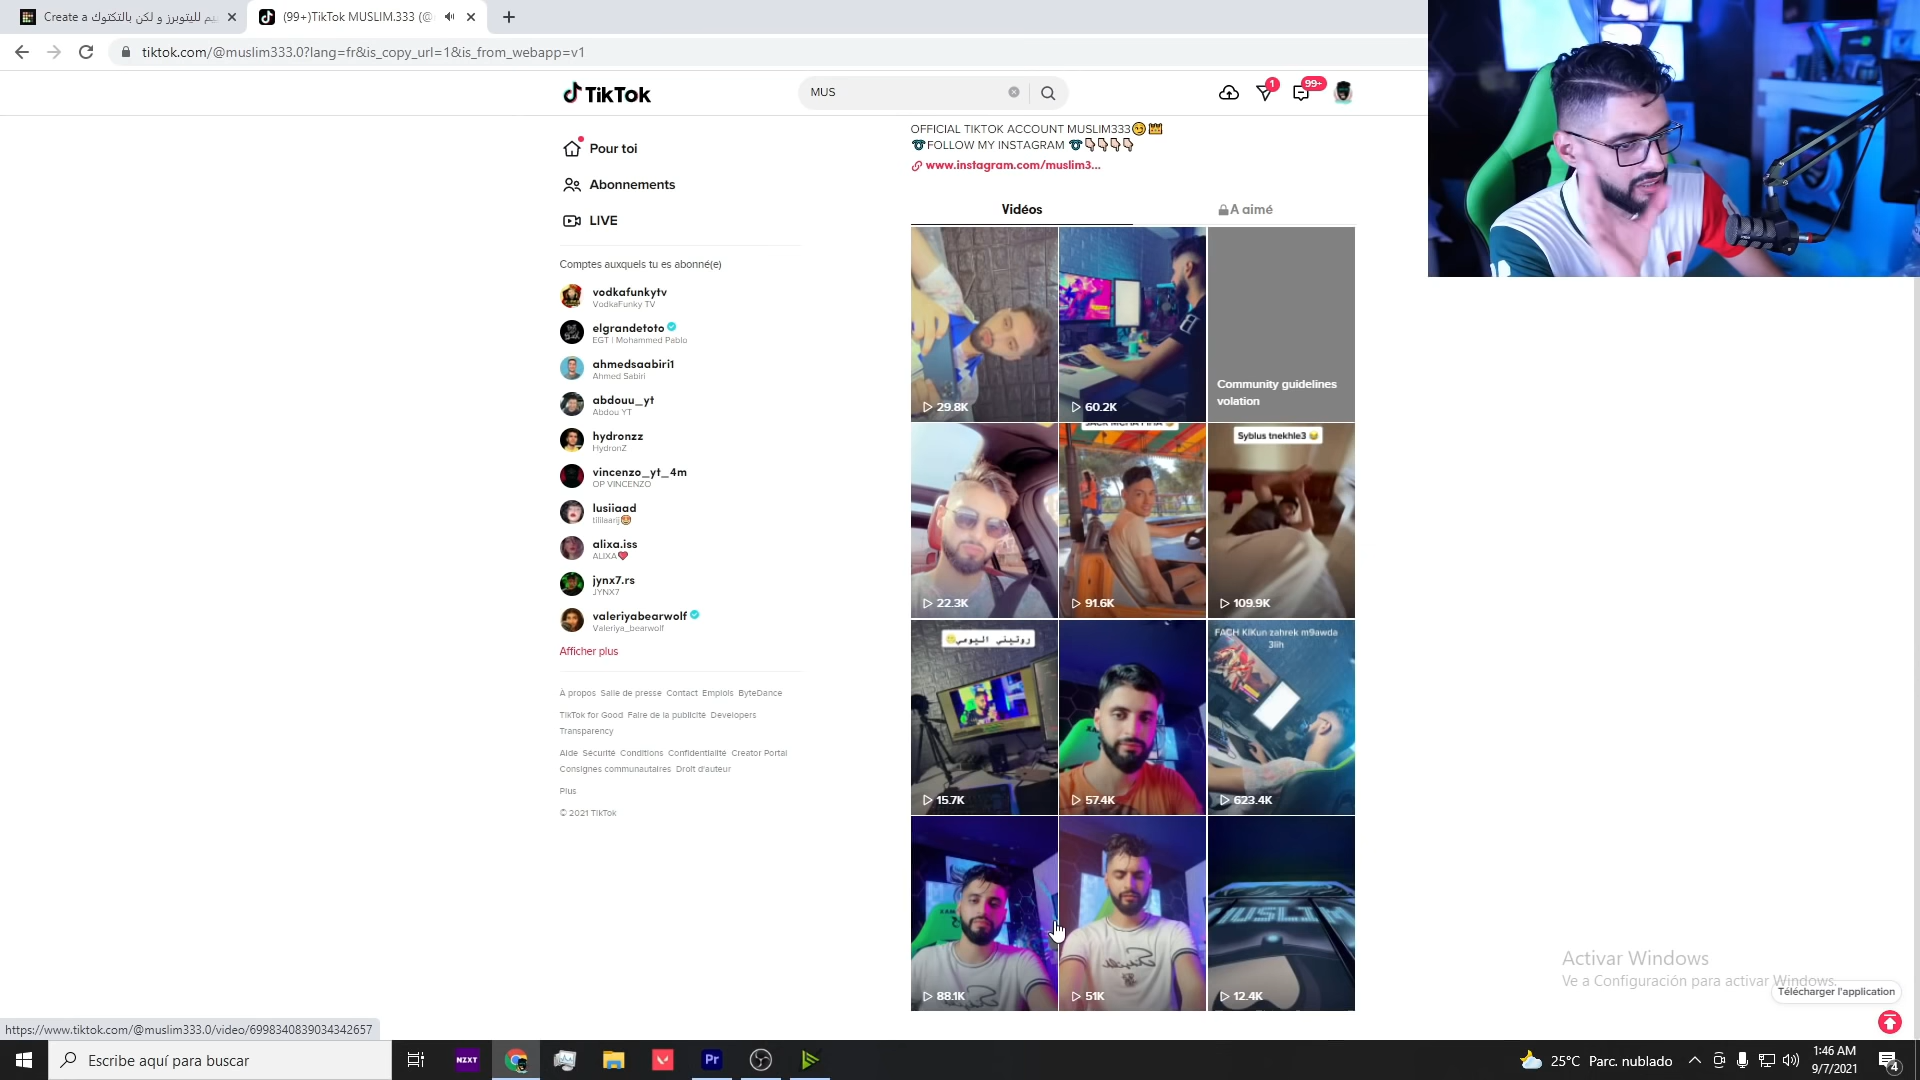 Create a تيم لليتوبرز و لكن بالتكتوك
(99+)TikTok MUSLIM.333 (@
tiktok.com/@muslim333.0?lang=fr&is_copy_url=1&is_from_webapp=v1
TikTok
MUS
1
99+
Pour toi
Abonnements
LIVE
Comptes auxquels tu es abonné(e)
vodkafunkytv
VodkaFunky TV
elgrandetoto
EGT | Mohammed Pablo
ahmedsaabiri1
Ahmed Sabiri
abdouu_yt
Abdou YT
hydronzz
HydronZ
vincenzo_yt_4m
OP VINCENZO
lusiiaad
alixa.iss
ALIXA
jynx7.rs
JYNX7
valeriyabearwolf
Valeriya_bearwolf
Afficher plus
À propos Salle de presse Contact Emplois ByteDance
TikTok for Good Faire de la publicité Developers
Transparency
Aide Sécurité Conditions Confidentialité Creator Portal
Consignes communautaires Droit d'auteur
Plus
© 2021 TikTok
OFFICIAL TIKTOK ACCOUNT MUSLIM333😏👑
➰FOLLOW MY INSTAGRAM ➰👇🏻👇🏻👇🏻👇🏻
www.instagram.com/muslim3...
Vidéos
A aimé
29.8K
60.2K
Community guidelines
volation
22.3K
91.6K
Syblus tnekhle3
109.9K
روتيني اليومي
15.7K
57.4K
FACH KIKun zahrek m9awda
3lih
623.4K
88.1K
51K
MUSLIM
12.4K
Activar Windows
Ve a Configuración para activar Windows.
Télécharger l'application
https://www.tiktok.com/@muslim333.0/video/6998340839034342657
Escribe aquí para buscar
NZXT
Pr
25°C Parc. nublado
1:46 AM
9/7/2021
4